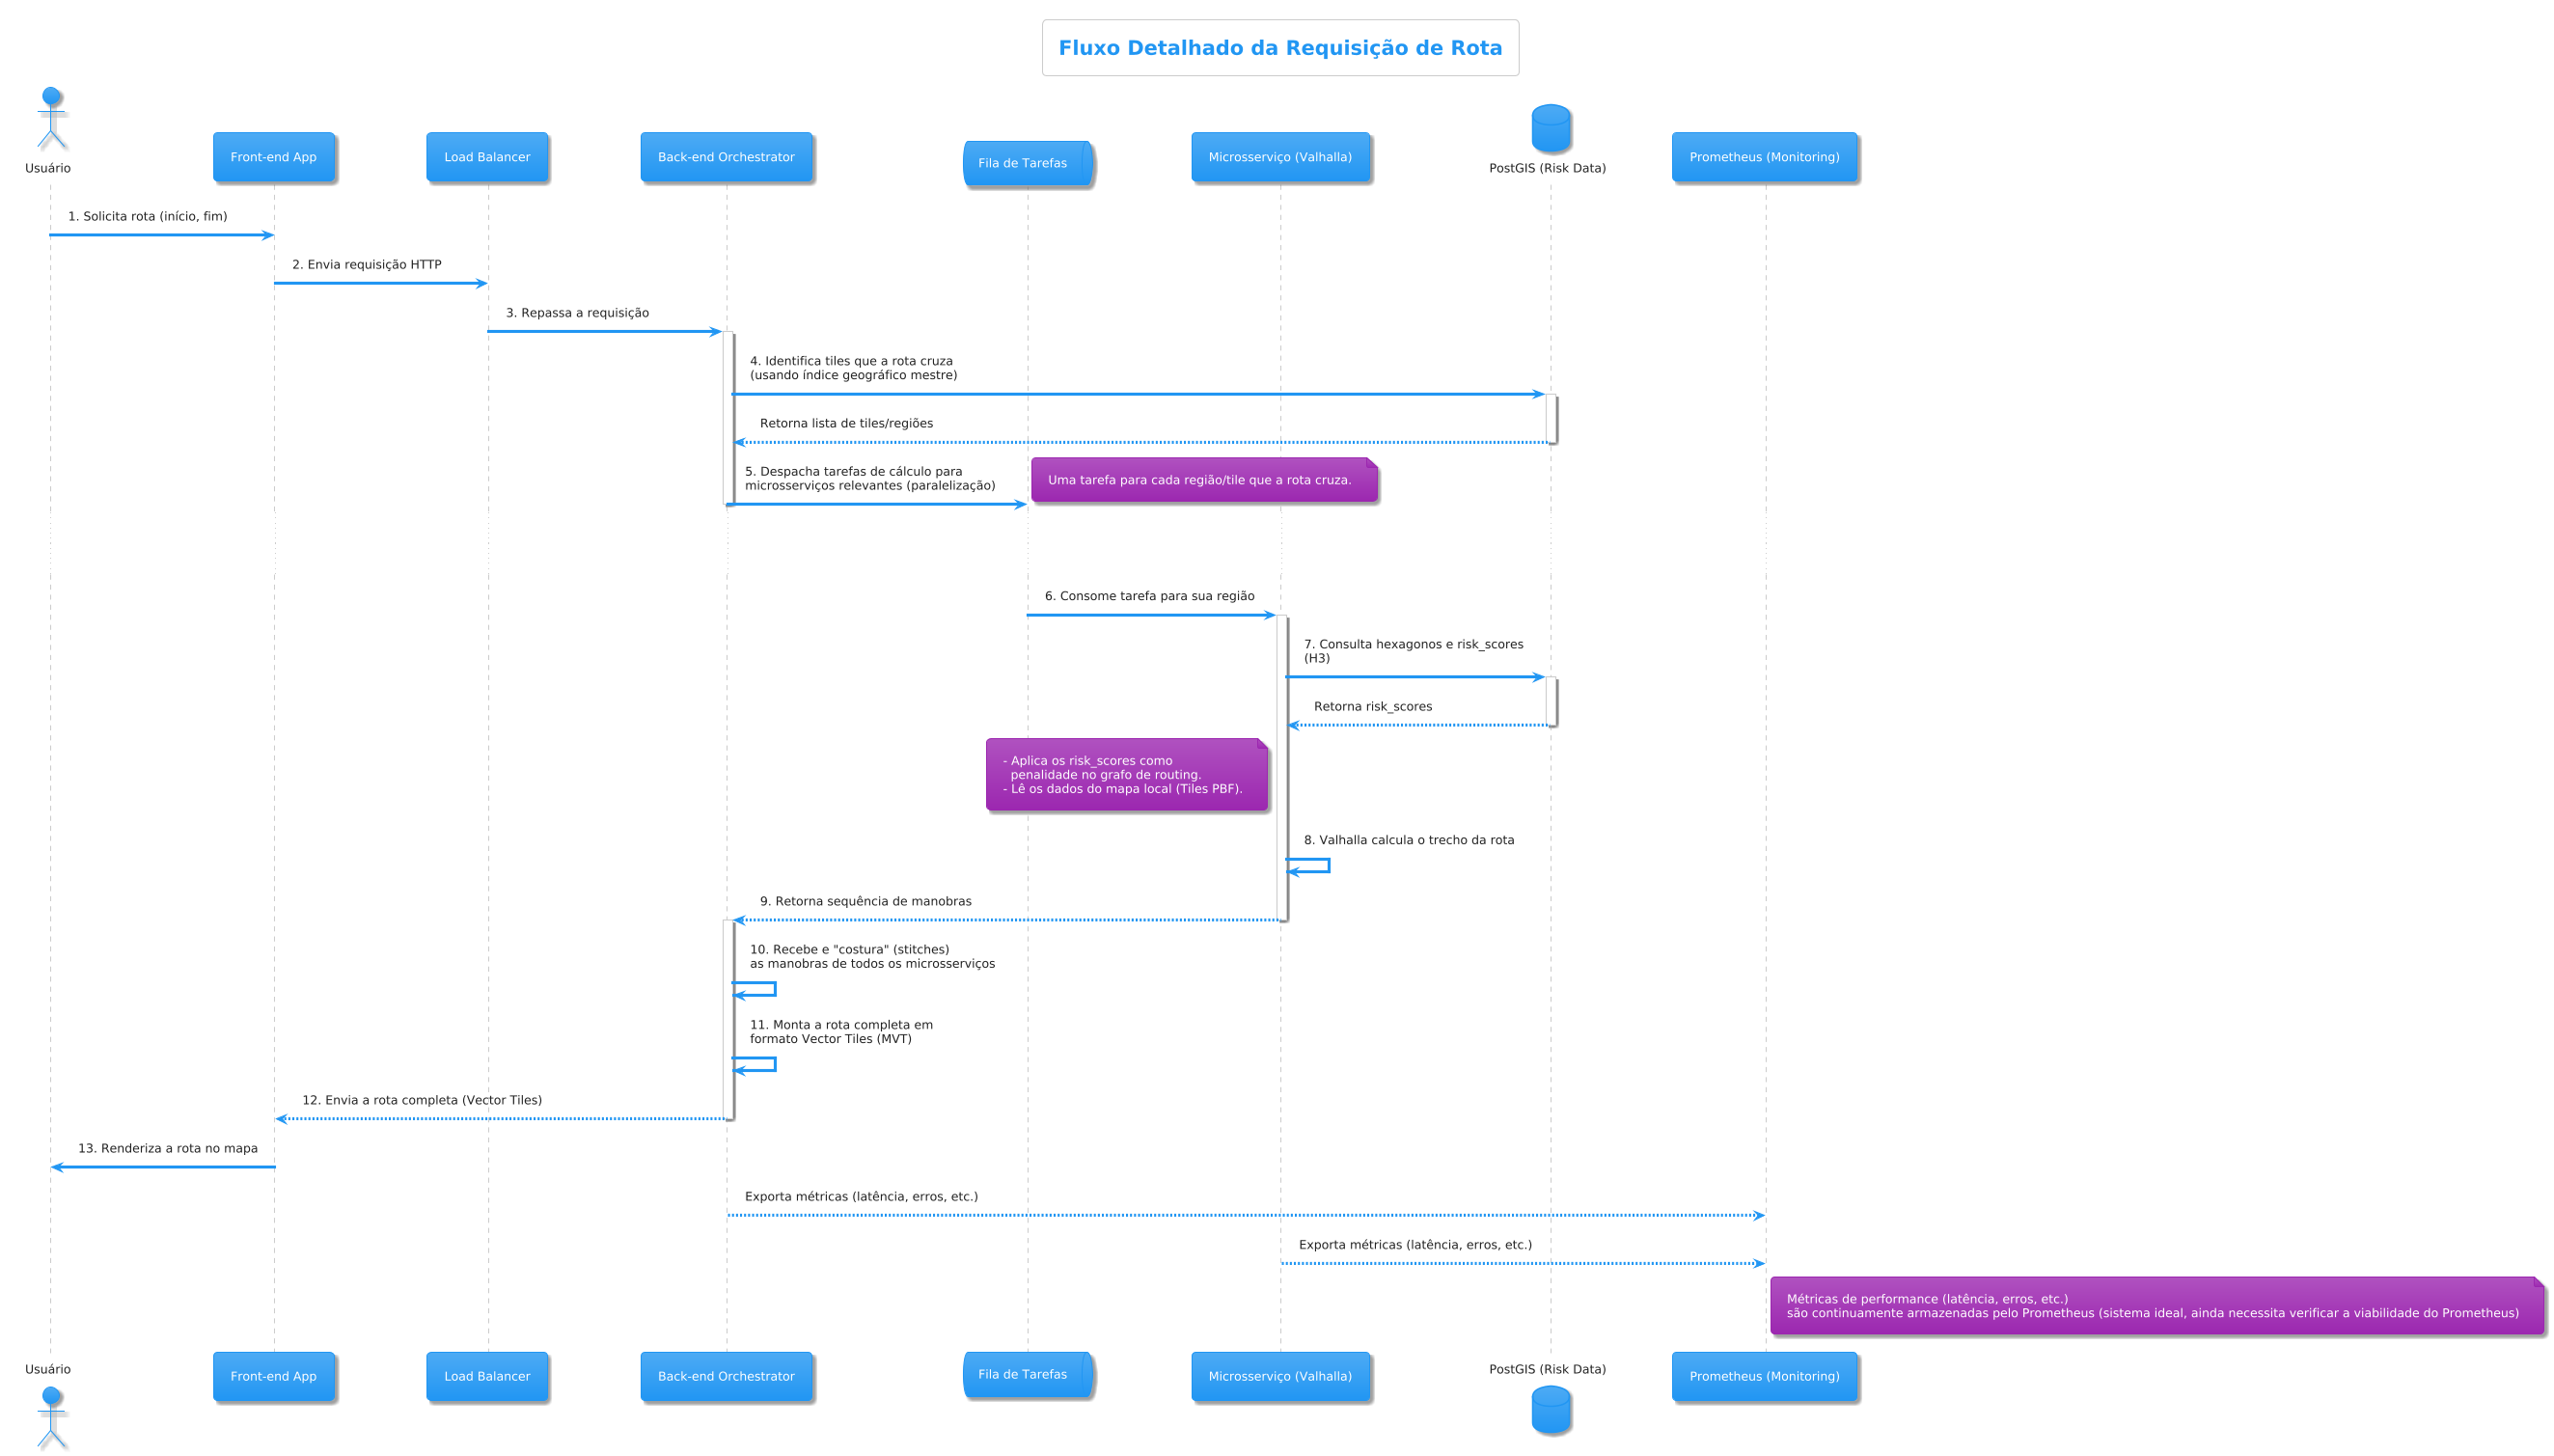 Fluxo Detalhado da Requisição de Rota
Usuário
Front-end App
Load Balancer
Back-end Orchestrator
Fila de Tarefas
Microsserviço (Valhalla)
PostGIS (Risk Data)
Prometheus (Monitoring)
1. Solicita rota (início, fim)
2. Envia requisição HTTP
3. Repassa a requisição
4. Identifica tiles que a rota cruza
(usando índice geográfico mestre)
Retorna lista de tiles/regiões
5. Despacha tarefas de cálculo para
microsserviços relevantes (paralelização)
Uma tarefa para cada região/tile que a rota cruza.
6. Consome tarefa para sua região
7. Consulta hexagonos e risk_scores
(H3)
Retorna risk_scores
- Aplica os risk_scores como
penalidade no grafo de routing.
- Lê os dados do mapa local (Tiles PBF).
8. Valhalla calcula o trecho da rota
9. Retorna sequência de manobras
10. Recebe e "costura" (stitches)
as manobras de todos os microsserviços
11. Monta a rota completa em
formato Vector Tiles (MVT)
12. Envia a rota completa (Vector Tiles)
13. Renderiza a rota no mapa
Exporta métricas (latência, erros, etc.)
Exporta métricas (latência, erros, etc.)
Métricas de performance (latência, erros, etc.)
são continuamente armazenadas pelo Prometheus (sistema ideal, ainda necessita verificar a viabilidade do Prometheus)
Usuário
Front-end App
Load Balancer
Back-end Orchestrator
Fila de Tarefas
Microsserviço (Valhalla)
PostGIS (Risk Data)
Prometheus (Monitoring)